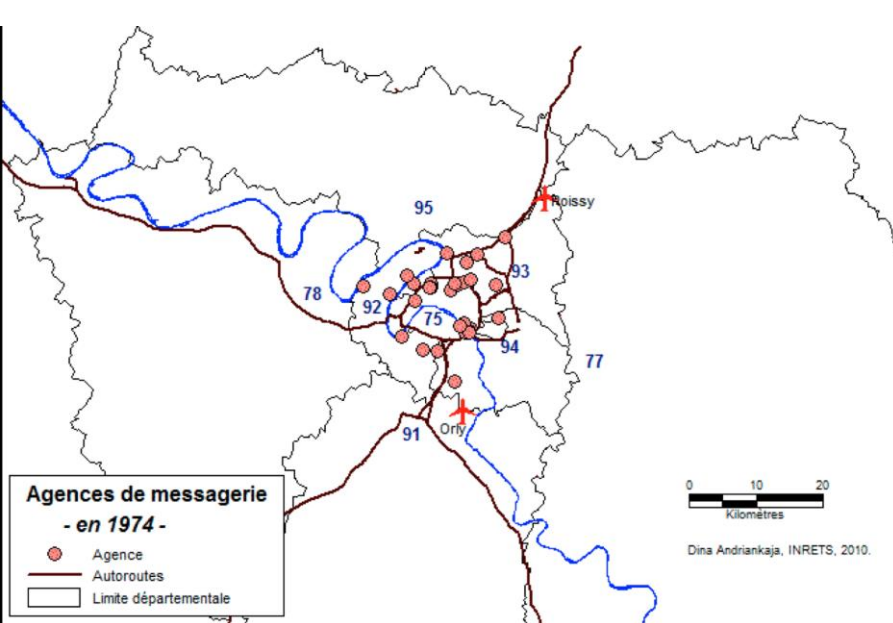 Roissy
95
93
78
92
75
94
77
Orly
91
Agences de messagerie
- en 1974 -
Agence
Autoroutes
Limite départementale
0 10 20
Kilomètres
Dina Andriankaja, INRETS, 2010.